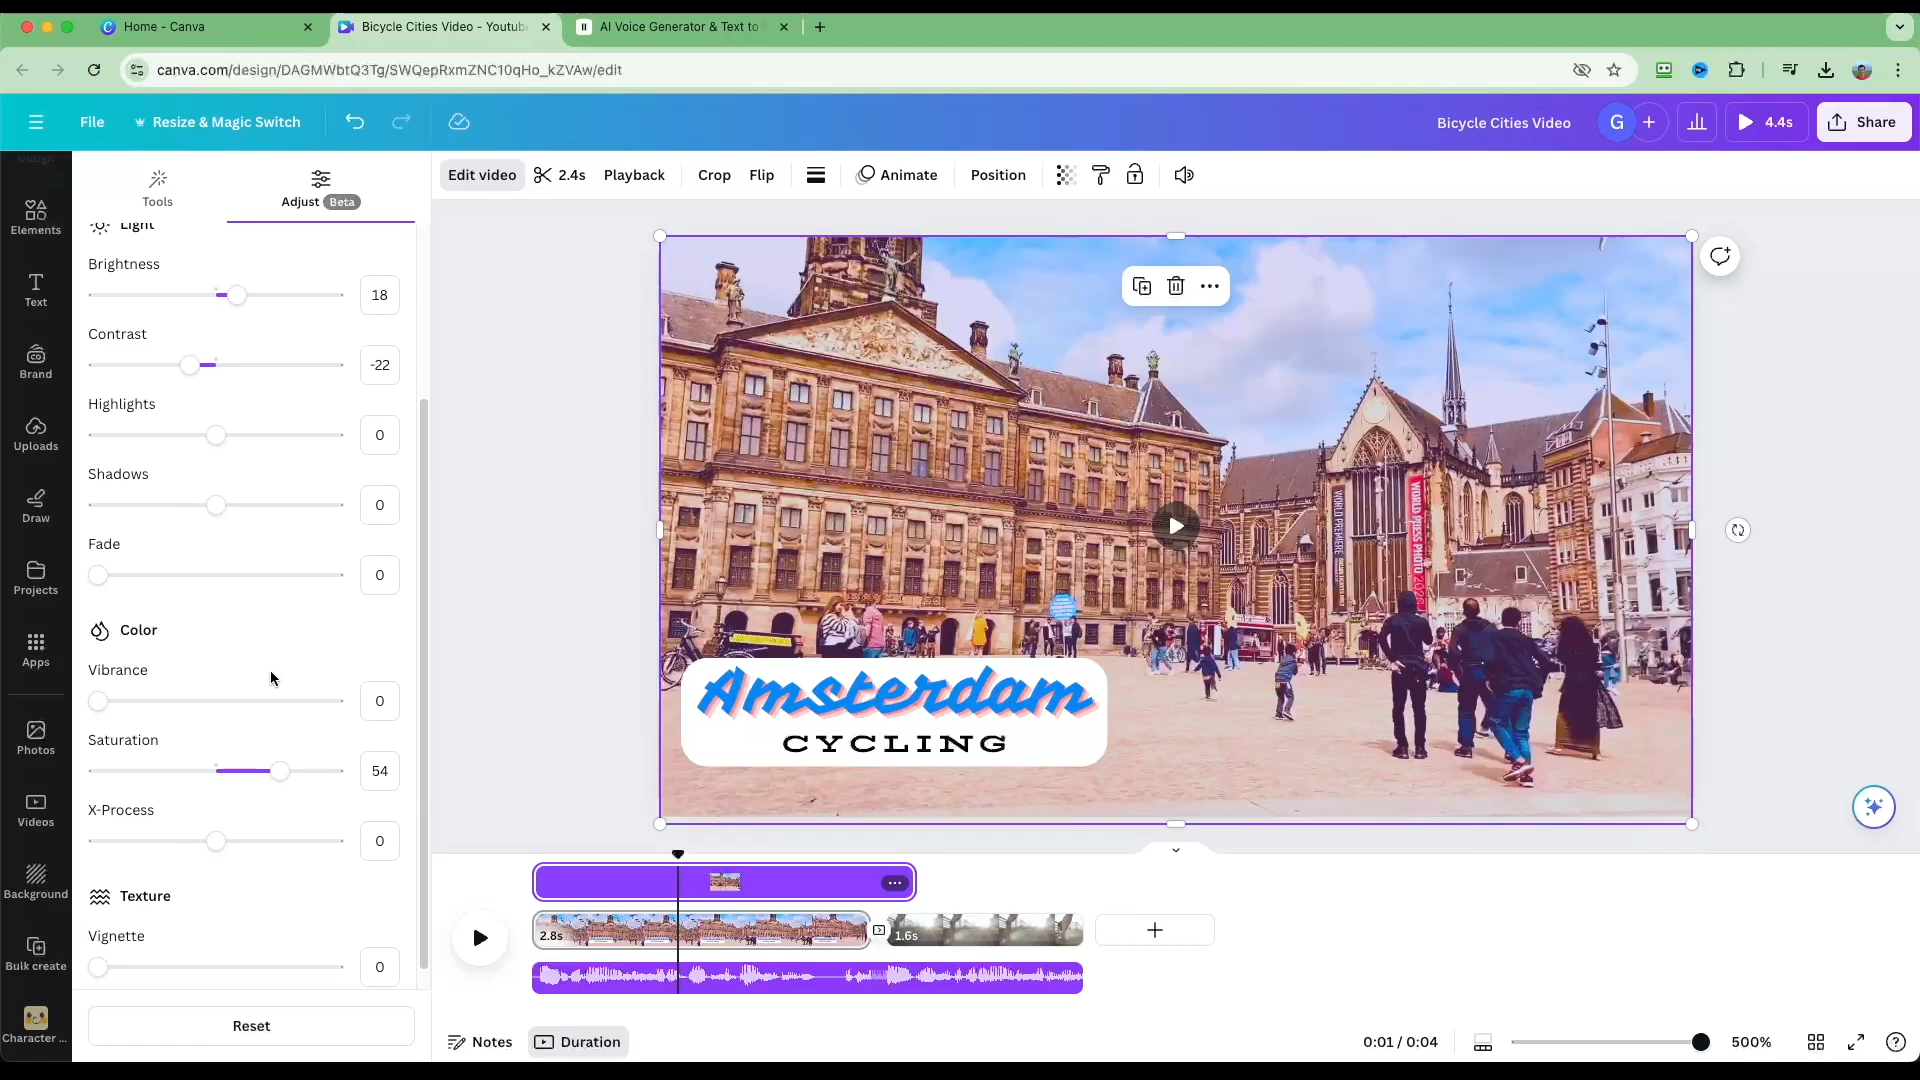 Home - Canva
Bicycle Cities Video - Youtub
AI Voice Generator & Text to
canva.com/design/DAGMWbtQ3Tg/SWQepRxmZNC10qHo_kZVAw/edit
File
Resize & Magic Switch
Bicycle Cities Video
G
4.4s
Share
Design
Elements
Text
Brand
Uploads
Draw
Projects
Apps
Photos
Videos
Background
Bulk create
Character ...
Tools
Adjust Beta
Light
Brightness
18
Contrast
-22
Highlights
0
Shadows
0
Fade
0
Color
Vibrance
0
Saturation
54
X-Process
0
Texture
Vignette
0
Reset
Edit video
2.4s
Playback
Crop
Flip
Animate
Position
WORLD PREMIERE
WORLD PRESS PHOTO
Amsterdam
CYCLING
2.8s
1.6s
Notes
Duration
0:01 / 0:04
500%